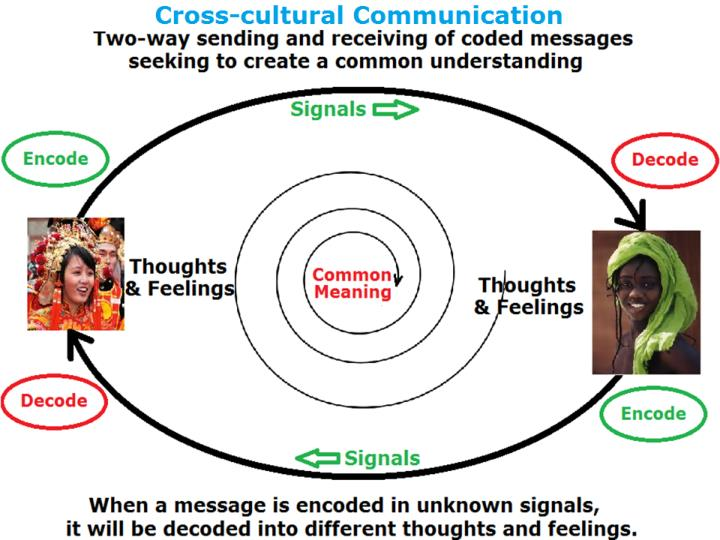 Cross-cultural Communication
Two-way sending and receiving of coded messages
seeking to create a common understanding
Signals
Encode
Decode
Thoughts
& Feelings
Common
Meaning
Thoughts
& Feelings
Decode
Encode
Signals
When a message is encoded in unknown signals,
it will be decoded into different thoughts and feelings.